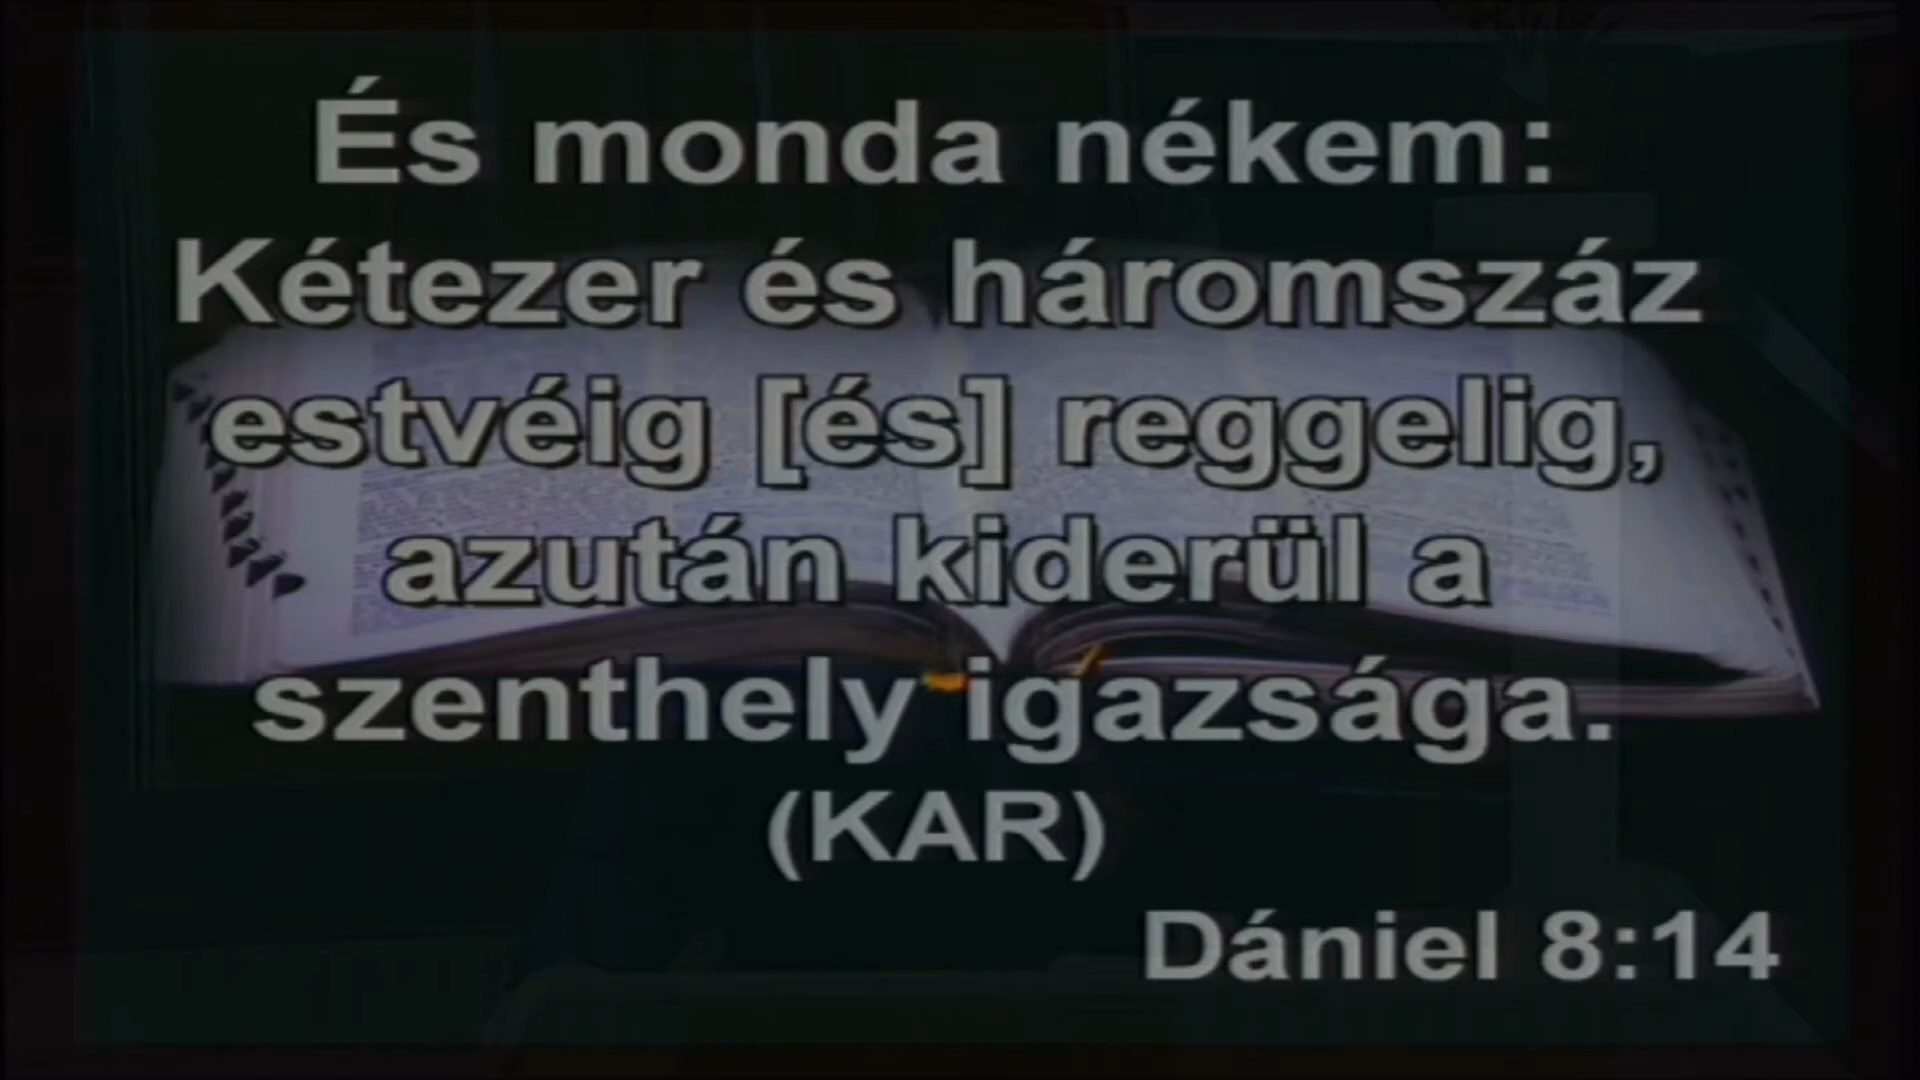 És monda nékem:
Kétezer és háromszáz
estvéig [és] reggelig,
azután kiderül a
szenthely igazsága.
(KAR)
Dániel 8:14